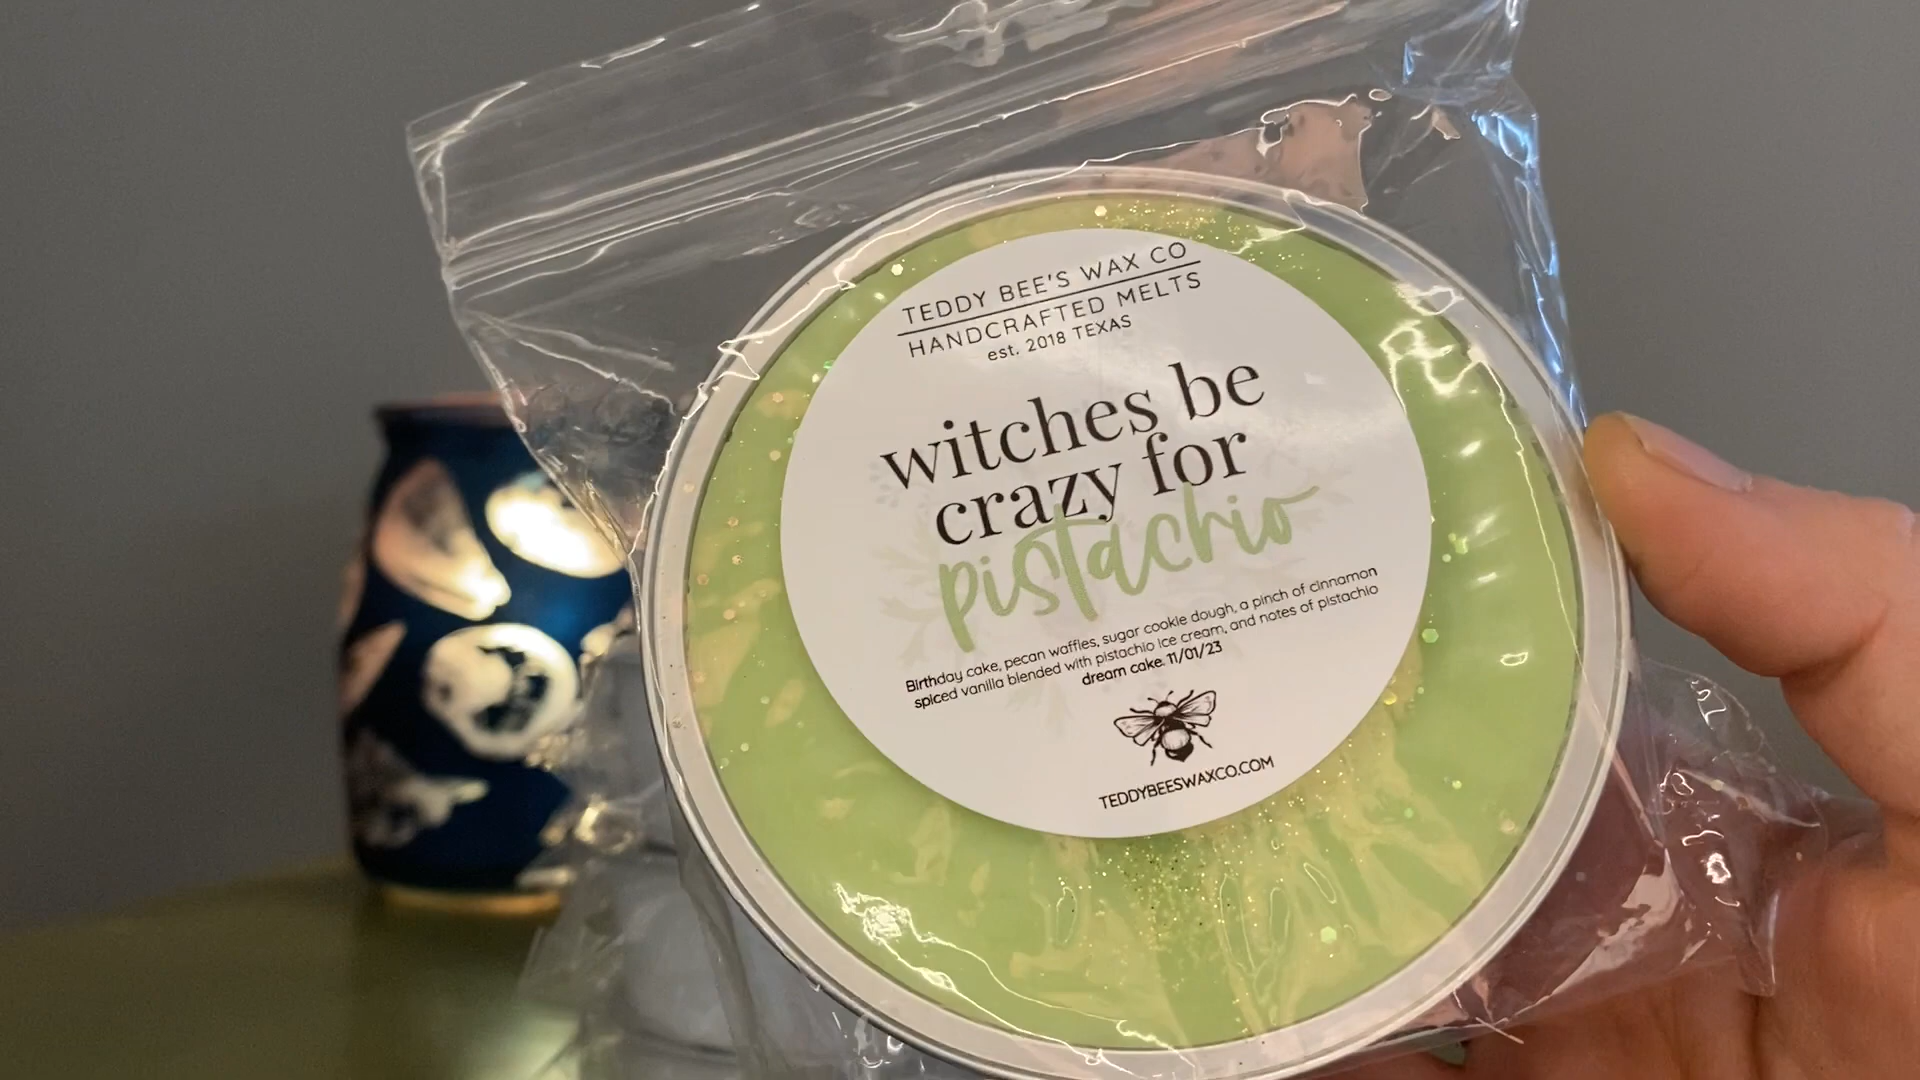 TEDDY BEE'S WAX CO
HANDCRAFTED MELTS
est. 2018 TEXAS
witches be
crazy for
pistachio
Birthday cake, pecan waffles, sugar cookie dough, a pinch of cinnamon
spiced vanilla blended with pistachio ice cream, and notes of pistachio
dream cake. 11/01/23
TEDDYBEESWAXCO.COM